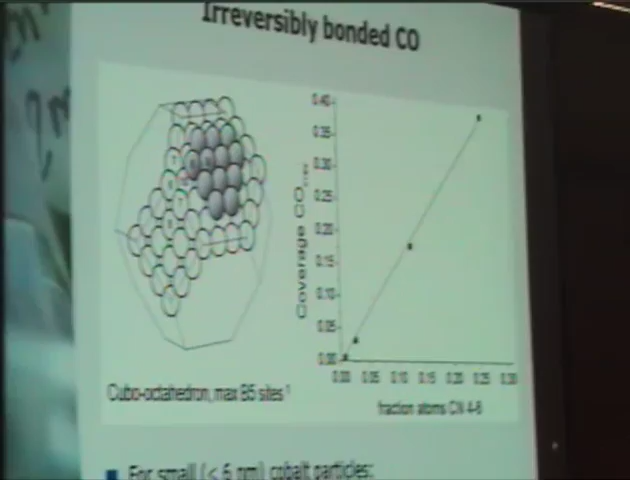 Irreversibly bonded CO
0.40
0.35
0.30
0.25
0.20
0.15
0.10
0.05
0.00
Coverage CO
0.00 0.05 0.10 0.15 0.20 0.25 0.30
fraction atoms CN 4-6
Cubo-octahedron, max B5 sites 1
For small (< 6 nm) cobalt particles: